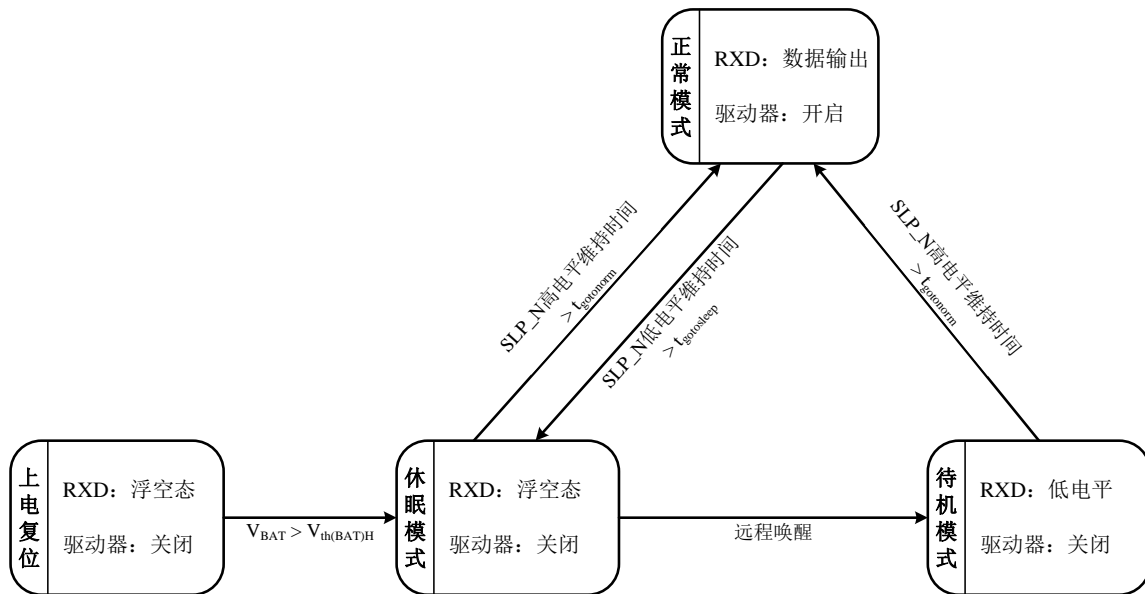 正常模式
RXD：数据输出
驱动器：开启
SLP_N高电平维持时间
> tgotonorm
SLP_N低电平维持时间
> tgotosleep
SLP_N高电平维持时间
> tgotonorm
上电复位
RXD：浮空态
驱动器：关闭
VBAT > Vth(BAT)H
休眠模式
RXD：浮空态
驱动器：关闭
远程唤醒
待机模式
RXD：低电平
驱动器：关闭